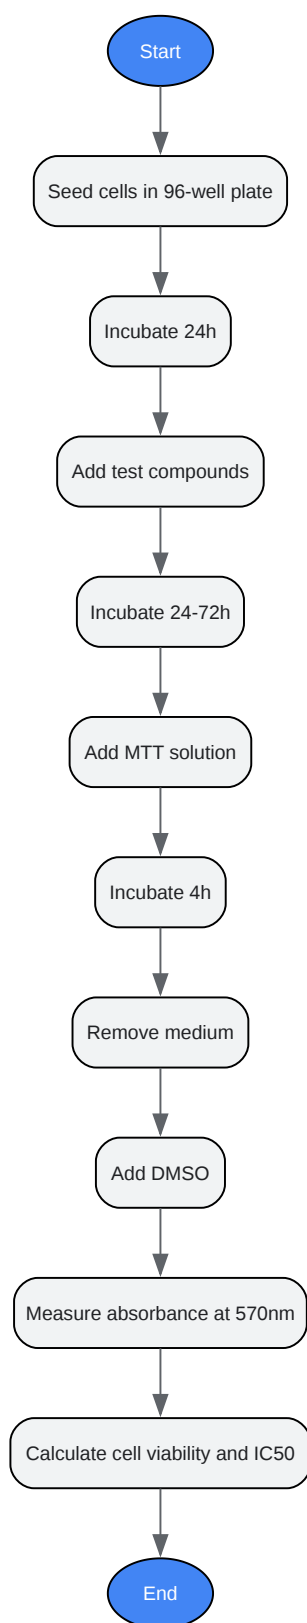 Start
Seed cells in 96-well plate
Incubate 24h
Add test compounds
Incubate 24-72h
Add MTT solution
Incubate 4h
Remove medium
Add DMSO
Measure absorbance at 570nm
Calculate cell viability and IC50
End